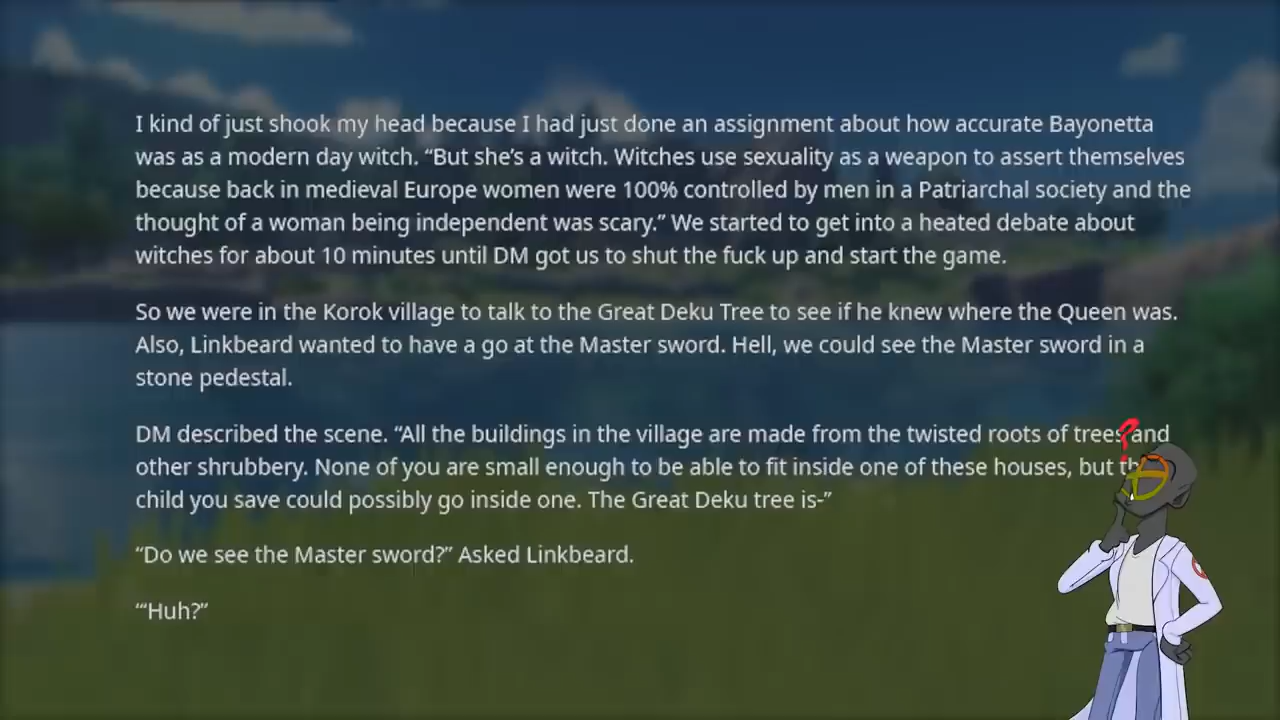 I kind of just shook my head because I had just done an assignment about how accurate Bayonetta
was as a modern day witch. “But she’s a witch. Witches use sexuality as a weapon to assert themselves
because back in medieval Europe women were 100% controlled by men in a Patriarchal society and the
thought of a woman being independent was scary.” We started to get into a heated debate about
witches for about 10 minutes until DM got us to shut the fuck up and start the game.
So we were in the Korok village to talk to the Great Deku Tree to see if he knew where the Queen was.
Also, Linkbeard wanted to have a go at the Master sword. Hell, we could see the Master sword in a
stone pedestal.
DM described the scene. “All the buildings in the village are made from the twisted roots of trees and
other shrubbery. None of you are small enough to be able to fit inside one of these houses, but
child you save could possibly go inside one. The Great Deku tree is-”
“Do we see the Master sword?” Asked Linkbeard.
“‘Huh?”
?